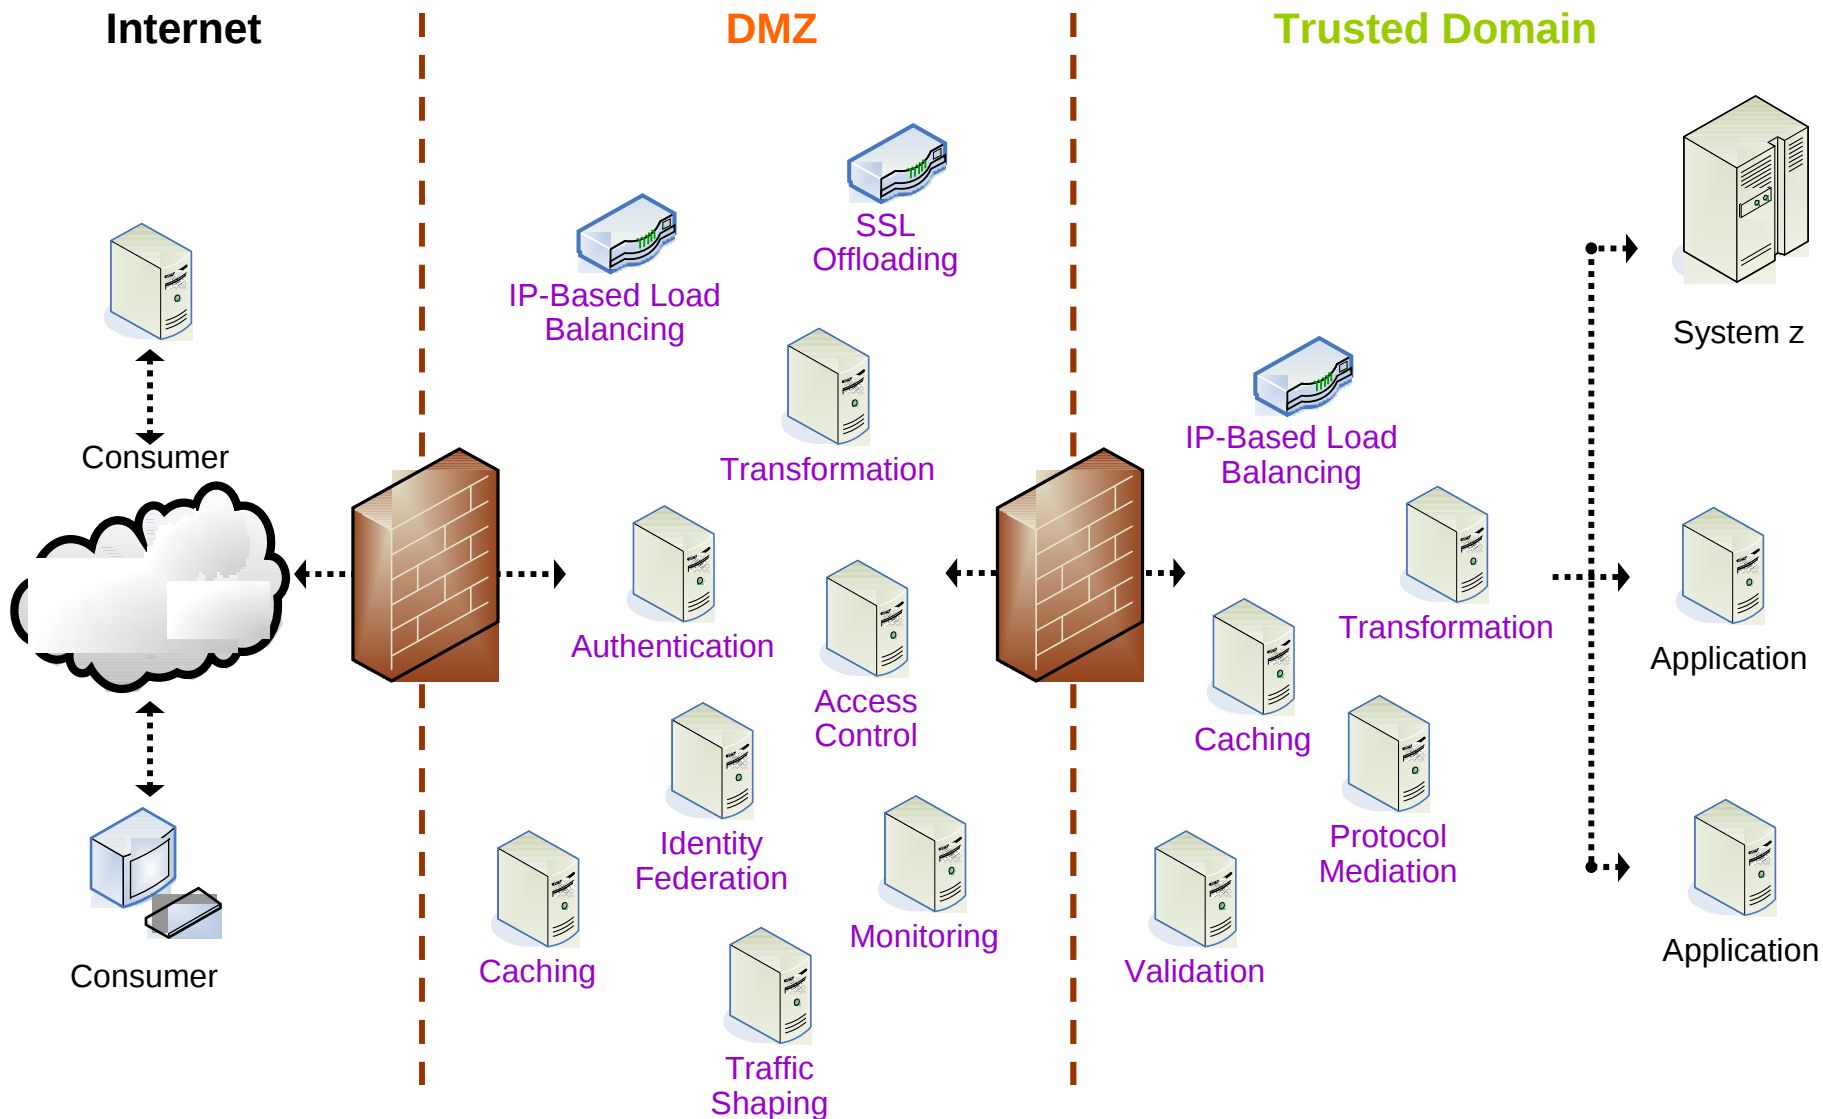 Internet
DMZ
Trusted Domain
SSL
Offloading
IP-Based Load
Balancing
System z
Consumer
Transformation
IP-Based Load
Balancing
Authentication
Transformation
Application
Access
Control
Caching
Identity
Federation
Protocol
Mediation
Monitoring
Application
Consumer
Caching
Validation
Traffic
Shaping